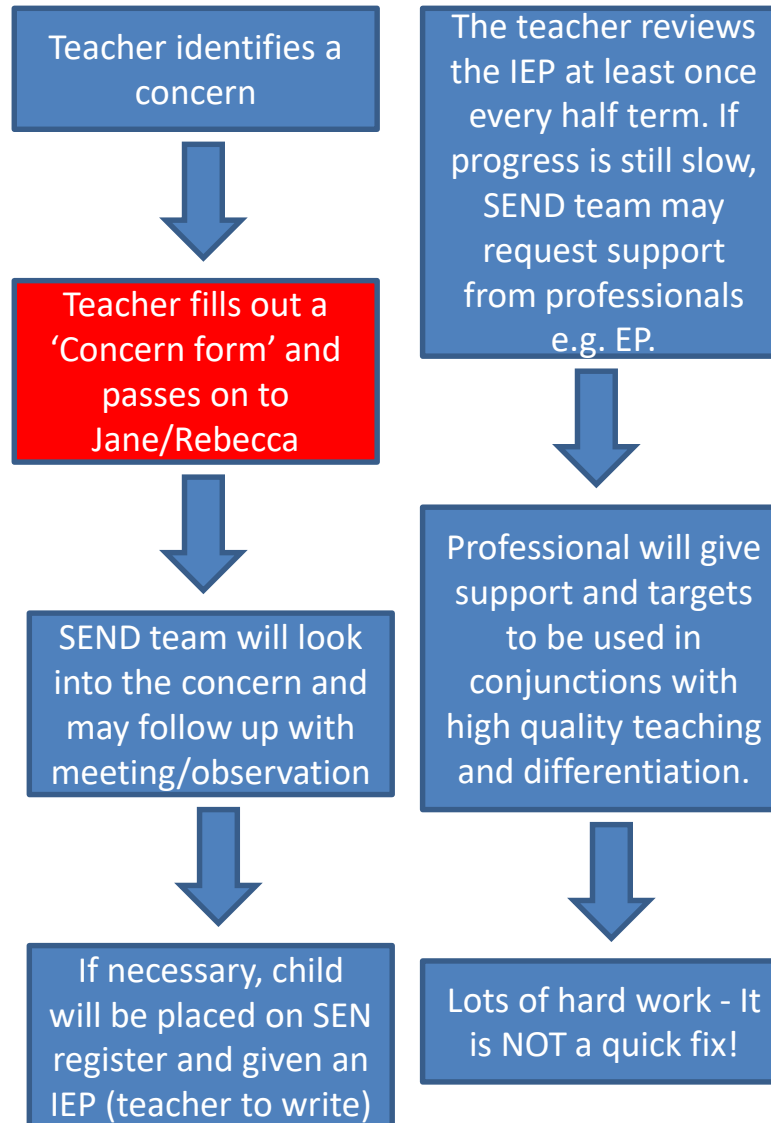 Teacher identifies a
concern
Teacher fills out a
‘Concern form’ and
passes on to
Jane/Rebecca
SEND team will look
into the concern and
may follow up with
meeting/observation
If necessary, child
will be placed on SEN
register and given an
IEP (teacher to write)
The teacher reviews
the IEP at least once
every half term. If
progress is still slow,
SEND team may
request support
from professionals
e.g. EP.
Professional will give
support and targets
to be used in
conjunctions with
high quality teaching
and differentiation.
Lots of hard work - It
is NOT a quick fix!